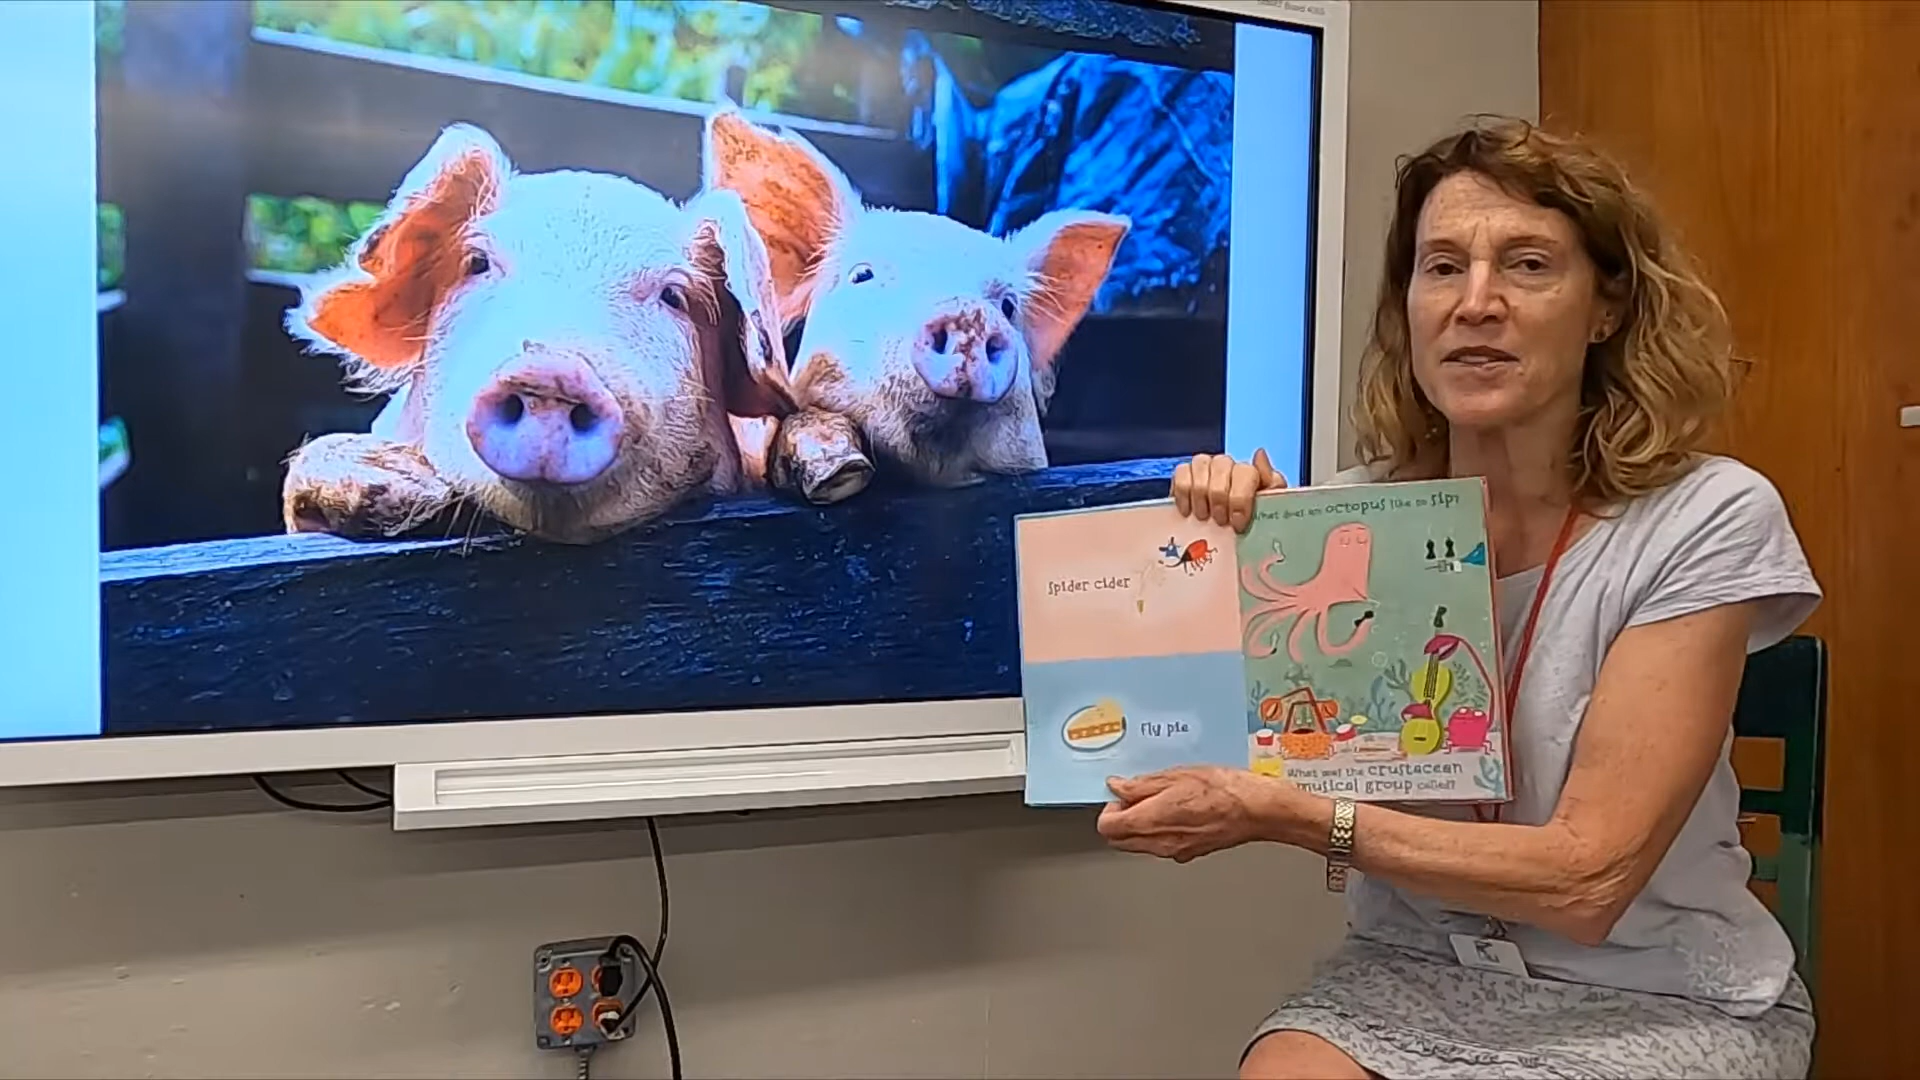 spider cider
fly pie
What does an octopus like to sip?
What was the crustacean
musical group called?